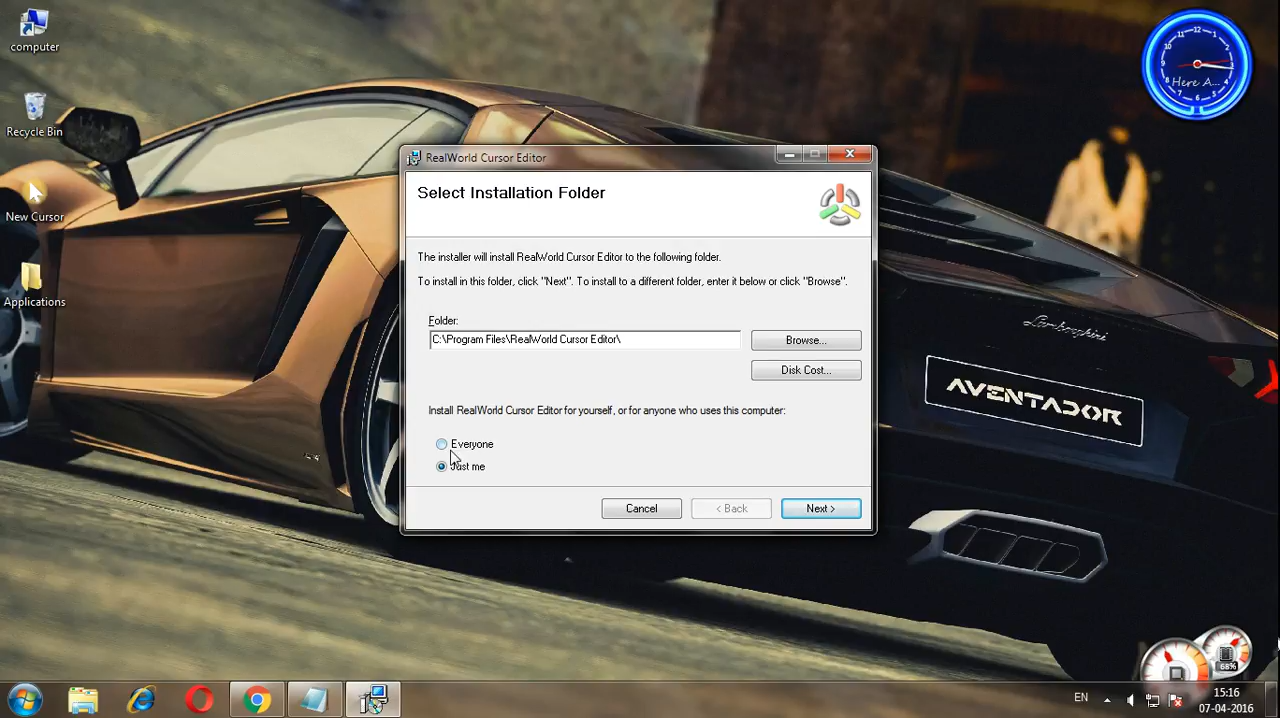 computer
Recycle Bin
New Cursor
Applications
RealWorld Cursor Editor
Select Installation Folder
The installer will install RealWorld Cursor Editor to the following folder.
To install in this folder, click "Next". To install to a different folder, enter it below or click "Browse".
Folder:
C:\Program Files\RealWorld Cursor Editor\
Browse...
Disk Cost...
Install RealWorld Cursor Editor for yourself, or for anyone who uses this computer:
Everyone
Just me
Cancel
< Back
Next >
Here A...
Lamborghini
AVENTADOR
68%
EN
15:16
07-04-2016